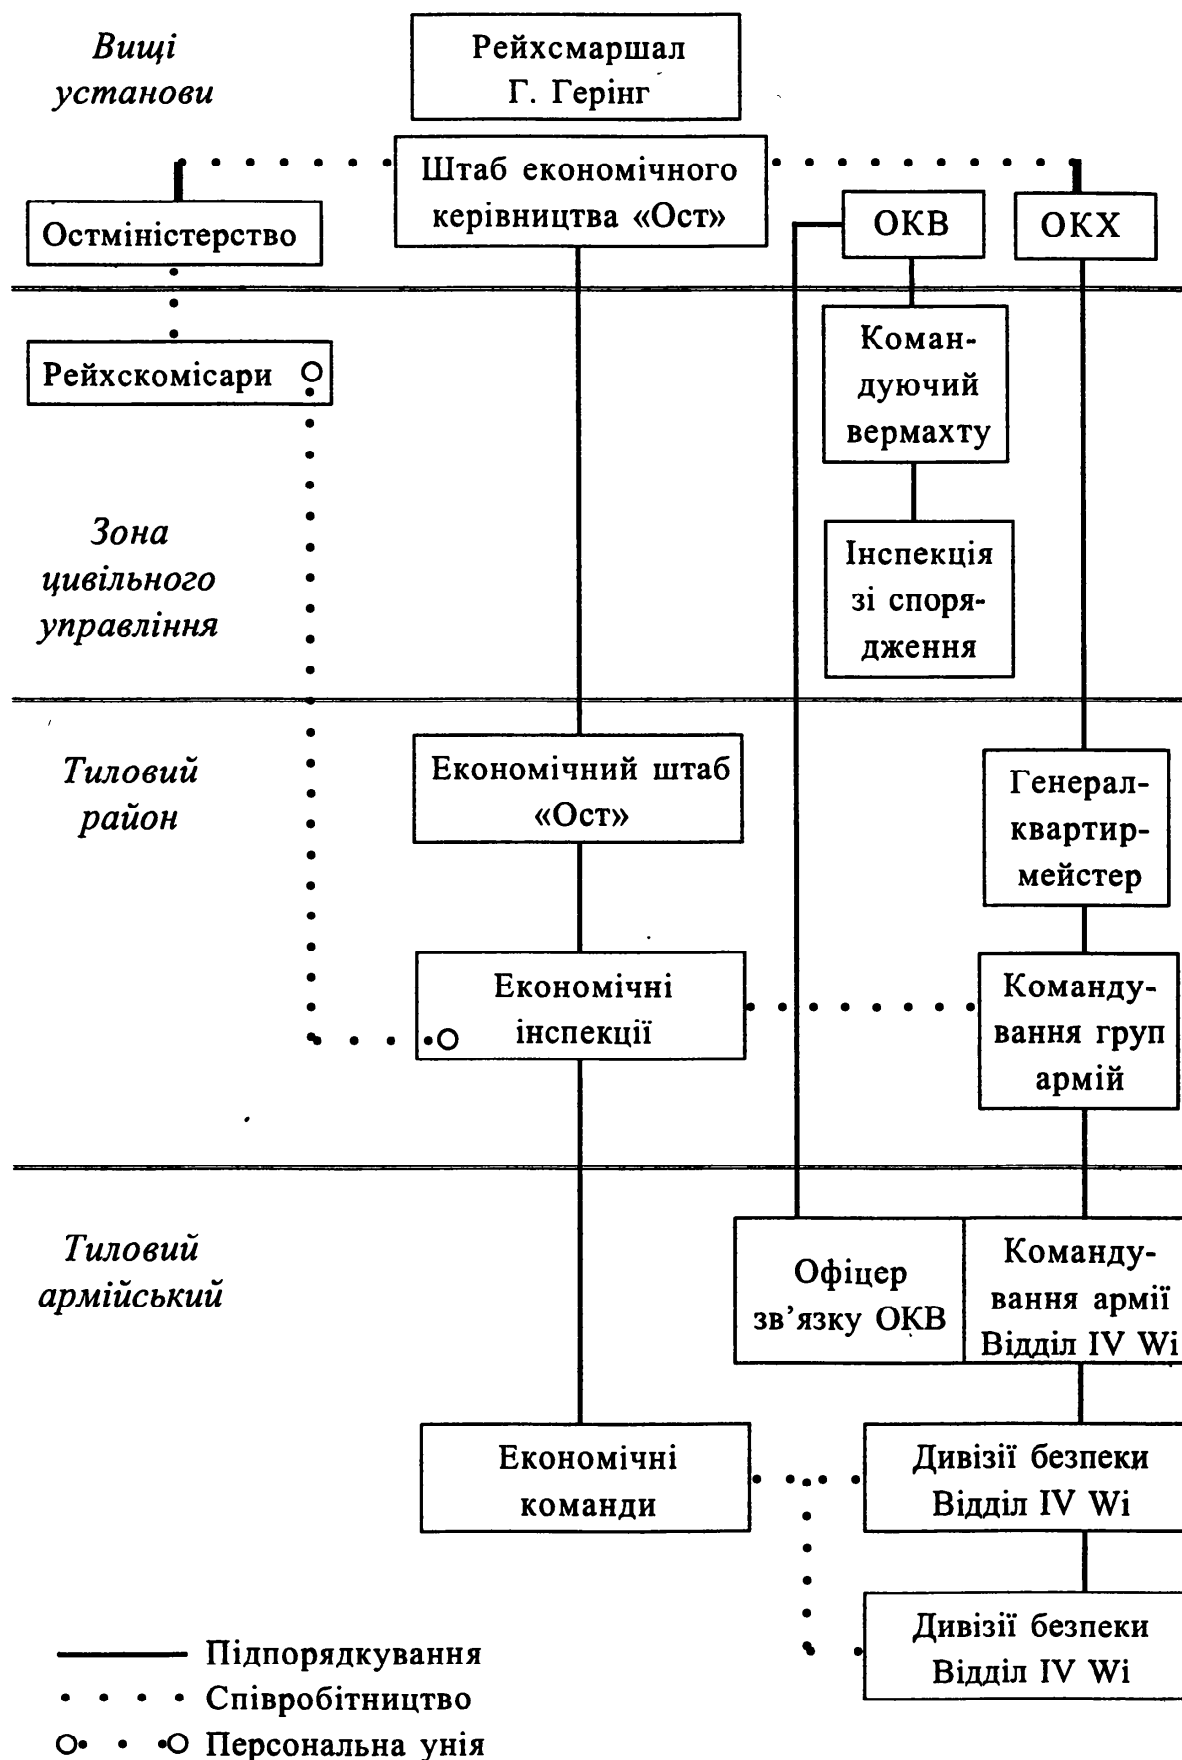 Вищі
установи
Рейхсмаршал
Г. Герінг
Штаб економічного
керівництва «Ост»
Остміністерство
ОКВ
ОКХ
Рейхскомісари
Коман-
дуючий
вермахту
Зона
цивільного
управління
Інспекція
зі споря-
дження
Тиловий
район
Економічний штаб
«Ост»
Генерал-
квартир-
мейстер
Економічні
інспекції
Команду-
вання груп
армій
Тиловий
армійський
Офіцер
зв’язку ОКВ
Команду-
вання армії
Відділ IV Wi
Економічні
команди
Дивізії безпеки
Відділ IV Wi
Дивізії безпеки
Відділ IV Wi
Підпорядкування
Співробітництво
Персональна унія